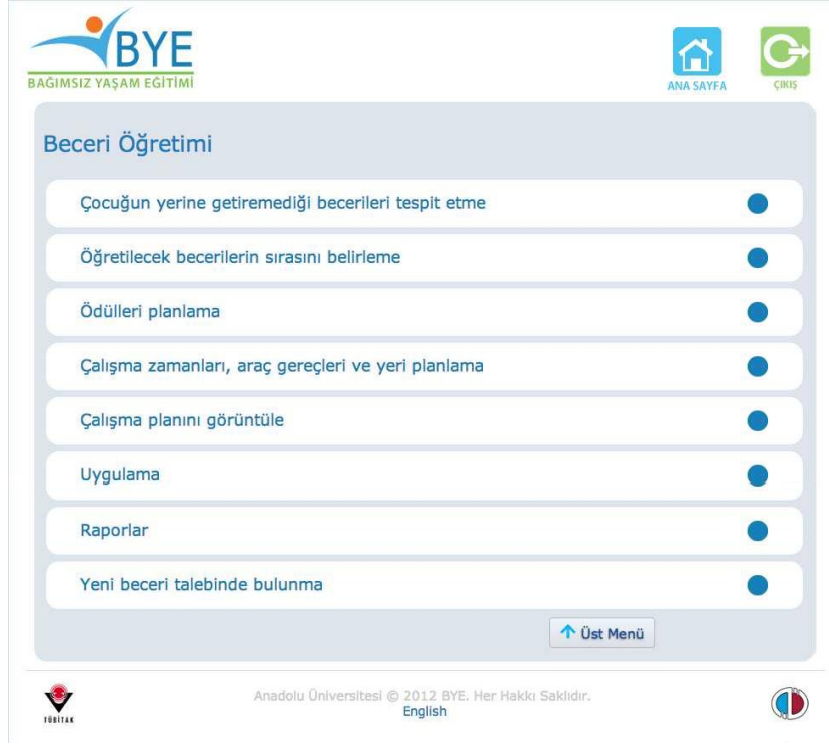 BYE
BAĞIMSIZ YAŞAM EĞİTİMİ
ANA SAYFA
ÇIKIŞ
Beceri Öğretimi
Çocuğun yerine getiremediği becerileri tespit etme
Öğretilecek becerilerin sırasını belirleme
Ödülleri planlama
Çalışma zamanları, araç gereçleri ve yeri planlama
Çalışma planını görüntüle
Uygulama
Raporlar
Yeni beceri talebinde bulunma
Üst Menü
TÜBİTAK
Anadolu Üniversitesi © 2012 BYE. Her Hakkı Saklıdır.
English